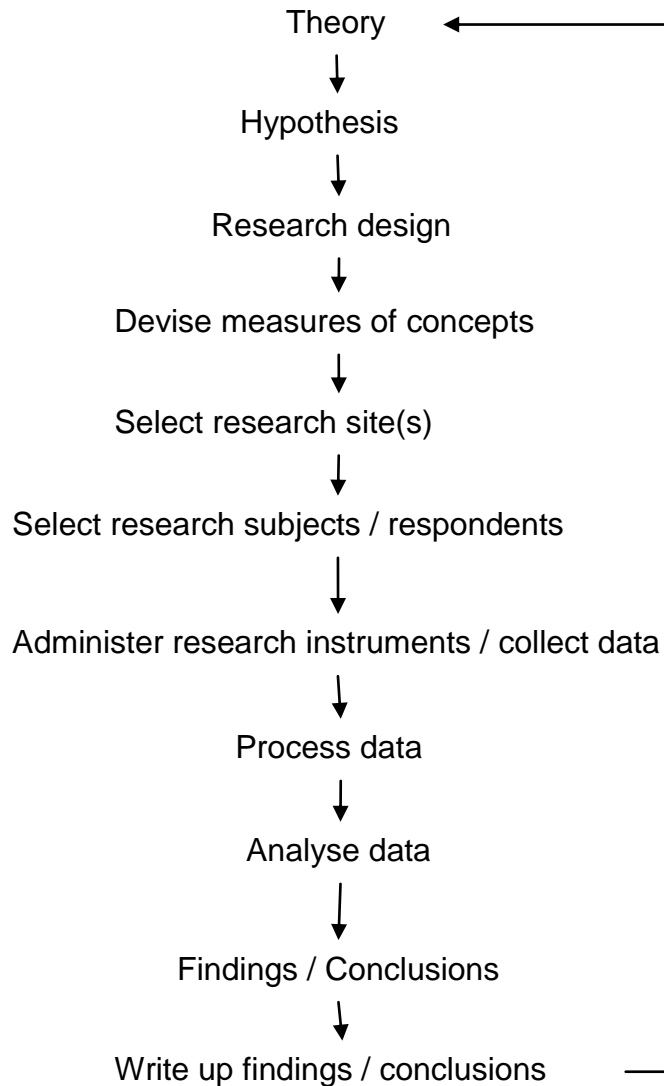 Theory
Hypothesis
Research design
Devise measures of concepts
Select research site(s)
Select research subjects / respondents
Administer research instruments / collect data
Process data
Analyse data
Findings / Conclusions
Write up findings / conclusions